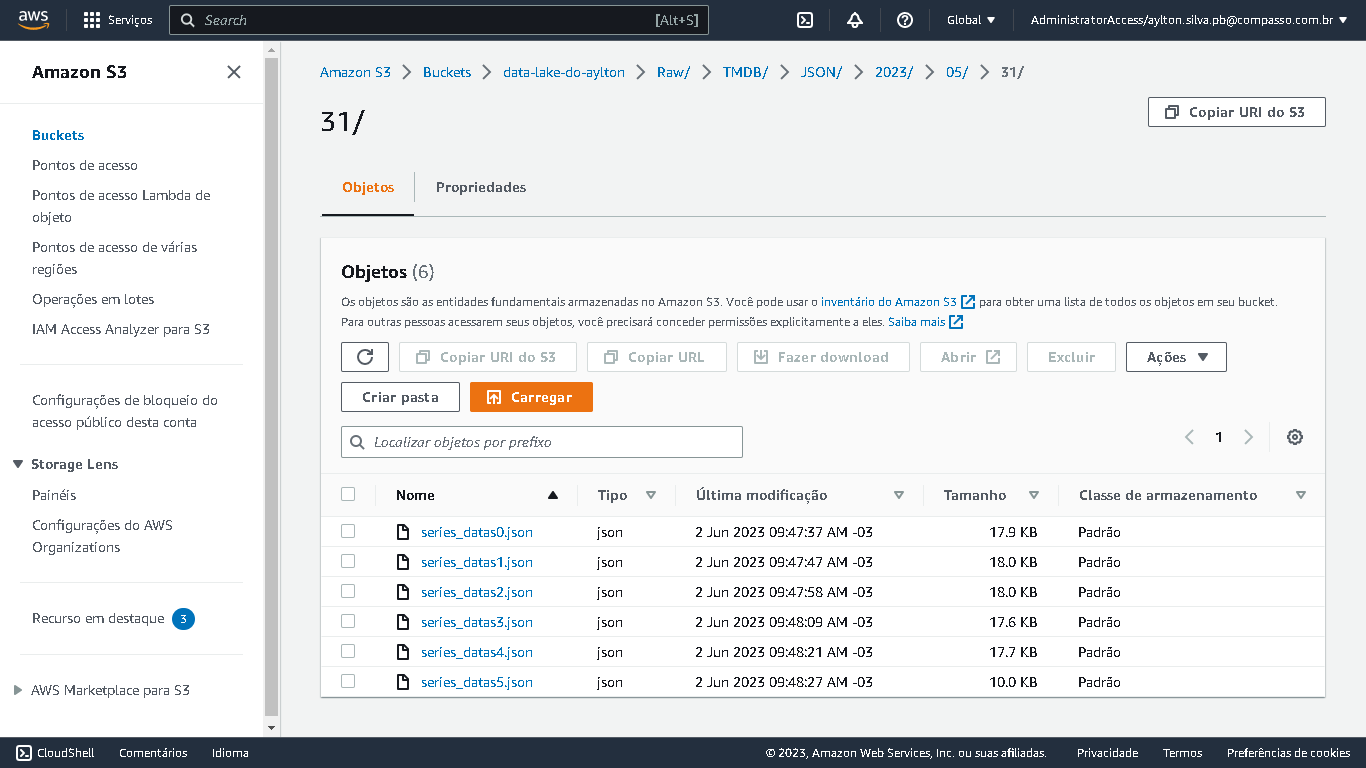 aws Serviços Search [Alt+S] Global AdministratorAccess/aylton.silva.pb@compasso.com.br
Amazon S3
Buckets
Pontos de acesso
Pontos de acesso Lambda de
objeto
Pontos de acesso de várias
regiões
Operações em lotes
IAM Access Analyzer para S3
Configurações de bloqueio do
acesso público desta conta
Storage Lens
Painéis
Configurações do AWS
Organizations
Recurso em destaque 3
AWS Marketplace para S3
Amazon S3 Buckets data-lake-do-aylton Raw/ TMDB/ JSON/ 2023/ 05/ 31/
31/
Copiar URI do S3
Objetos Propriedades
Objetos (6)
Os objetos são as entidades fundamentais armazenadas no Amazon S3. Você pode usar o inventário do Amazon S3 para obter uma lista de todos os objetos em seu bucket.
Para outras pessoas acessarem seus objetos, você precisará conceder permissões explicitamente a eles. Saiba mais
Copiar URI do S3 Copiar URL Fazer download Abrir Excluir Ações
Criar pasta Carregar
Localizar objetos por prefixo 1
Nome Tipo Última modificação Tamanho Classe de armazenamento
series_datas0.json json 2 Jun 2023 09:47:37 AM -03 17.9 KB Padrão
series_datas1.json json 2 Jun 2023 09:47:47 AM -03 18.0 KB Padrão
series_datas2.json json 2 Jun 2023 09:47:58 AM -03 18.0 KB Padrão
series_datas3.json json 2 Jun 2023 09:48:09 AM -03 17.6 KB Padrão
series_datas4.json json 2 Jun 2023 09:48:21 AM -03 17.7 KB Padrão
series_datas5.json json 2 Jun 2023 09:48:27 AM -03 10.0 KB Padrão
CloudShell Comentários Idioma © 2023, Amazon Web Services, Inc. ou suas afiliadas. Privacidade Termos Preferências de cookies